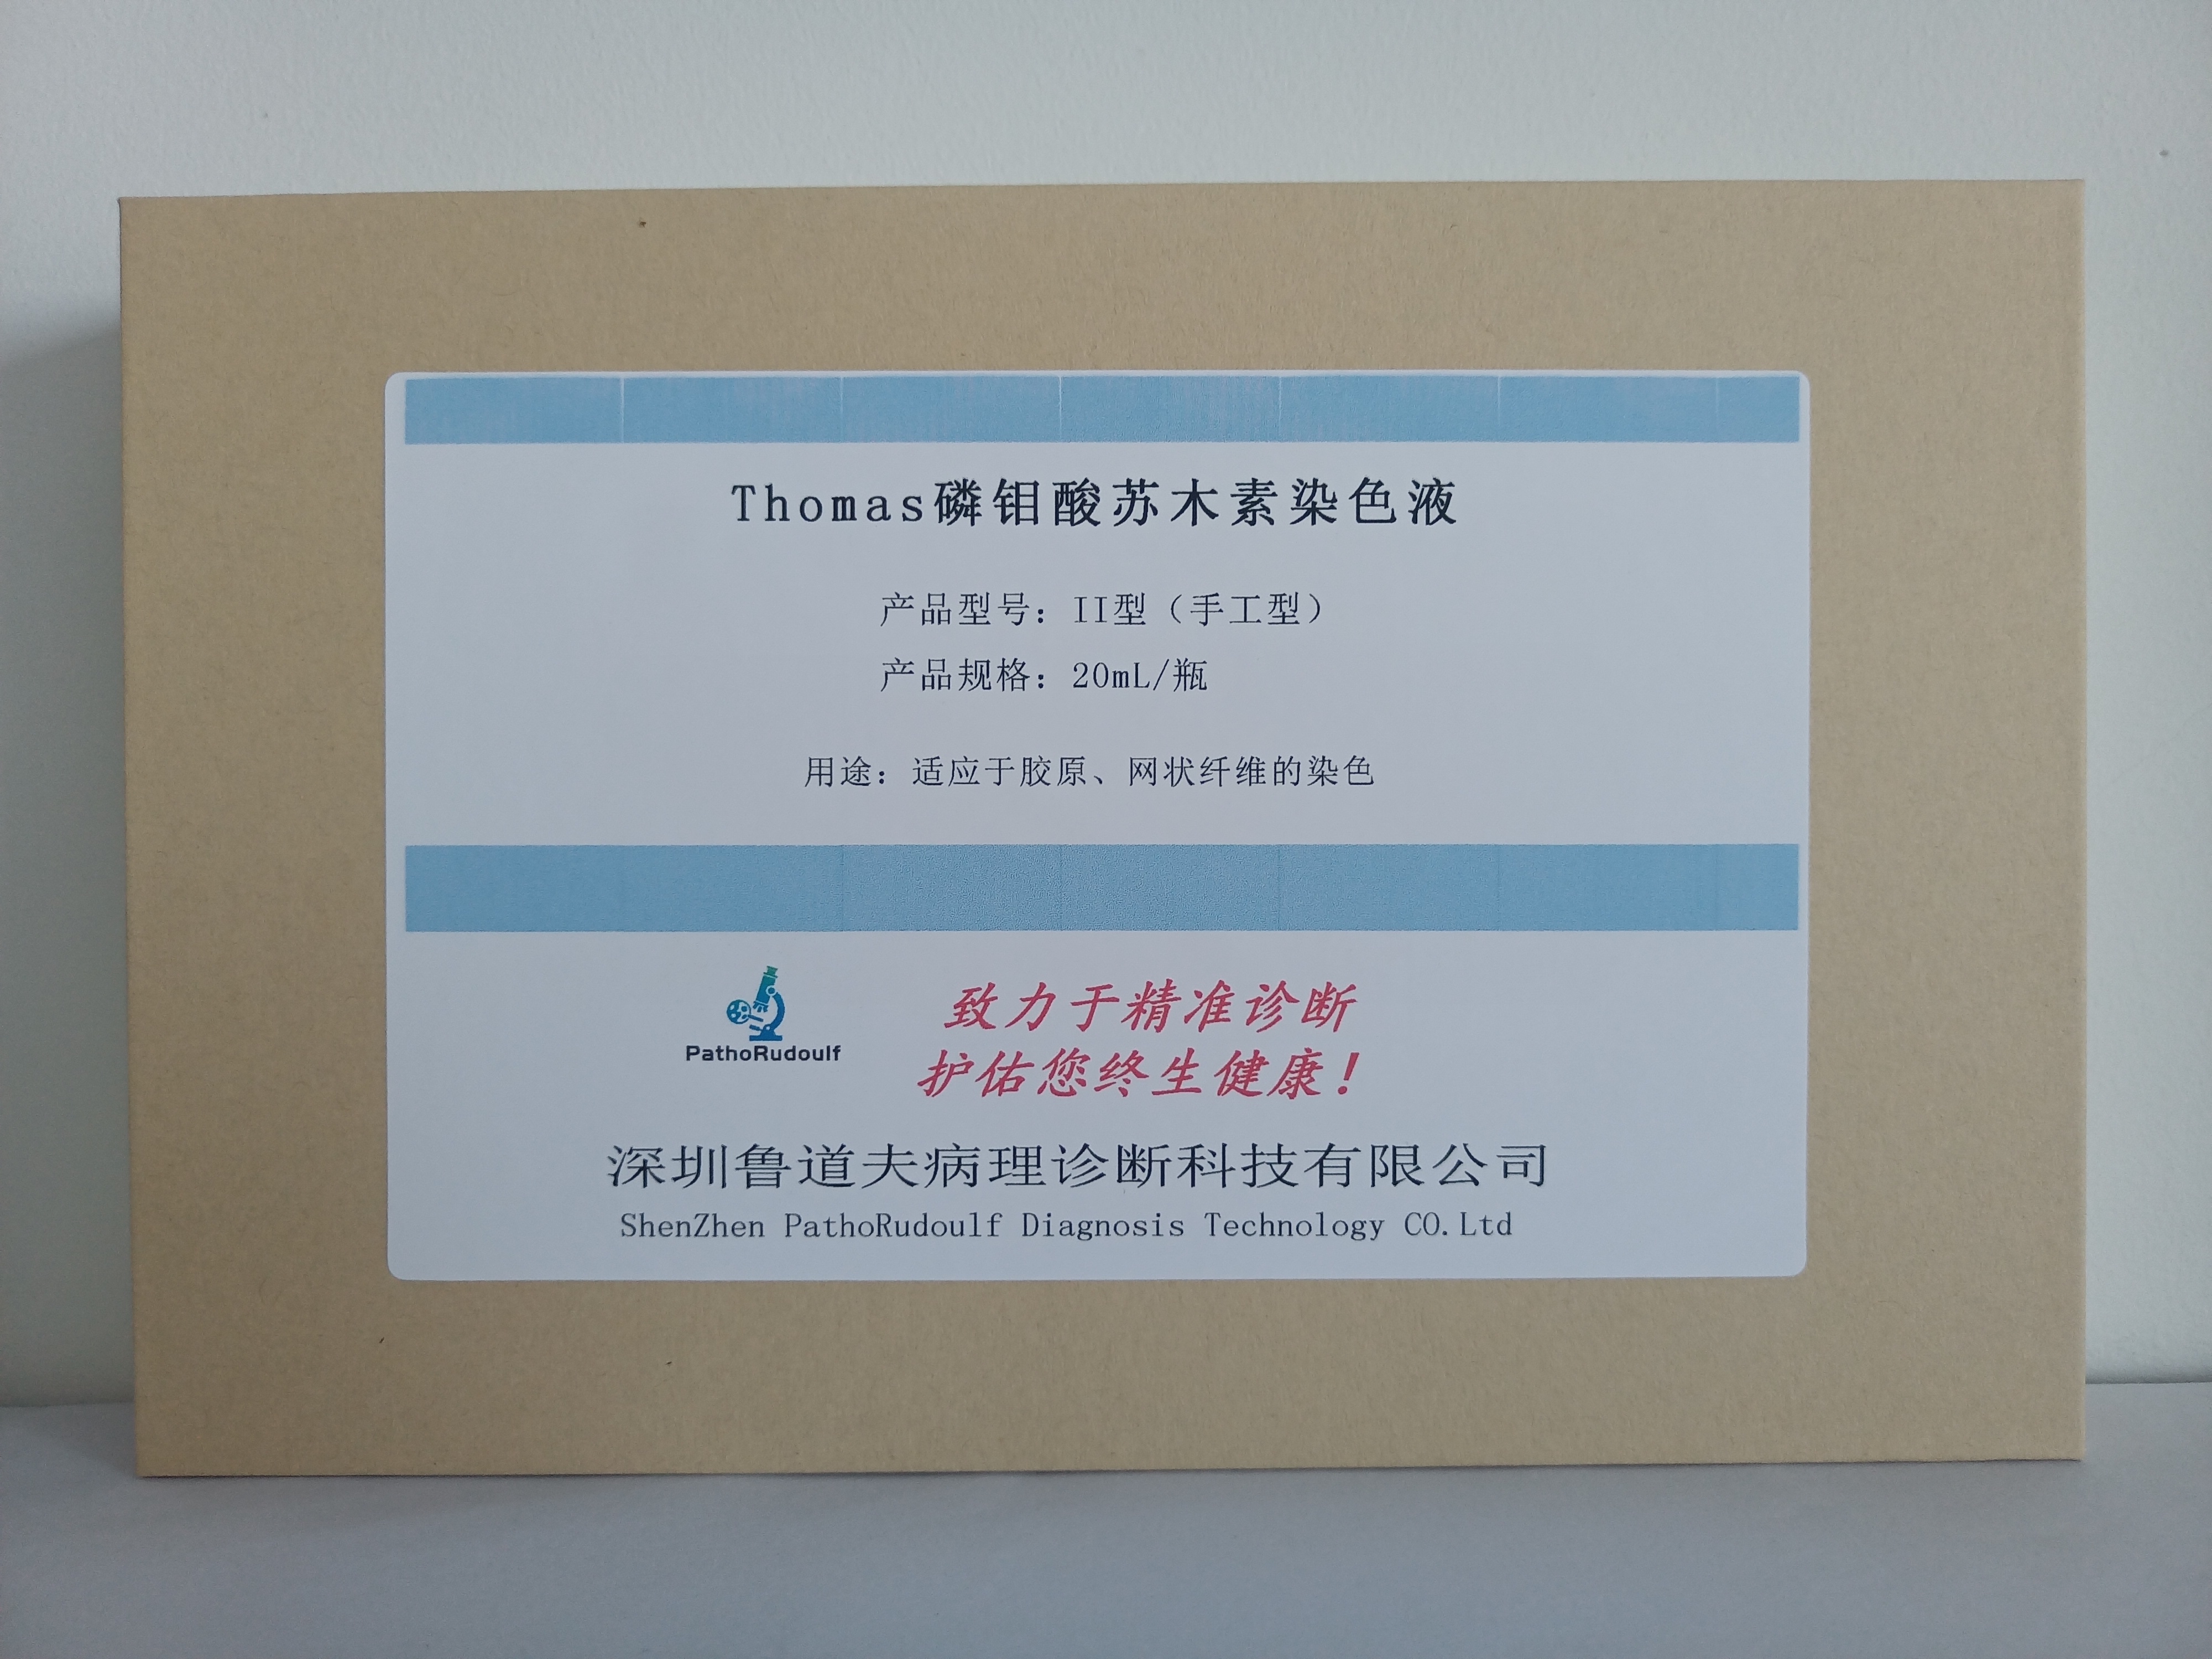 Thomas磷钼酸苏木素染色液
产品型号：II型（手工型）
产品规格：20mL/瓶
用途：适应于胶原、网状纤维的染色
PathoRudoulf
致力于精准诊断
护佑您终生健康！
深圳鲁道夫病理诊断科技有限公司
ShenZhen PathoRudoulf Diagnosis Technology CO.Ltd